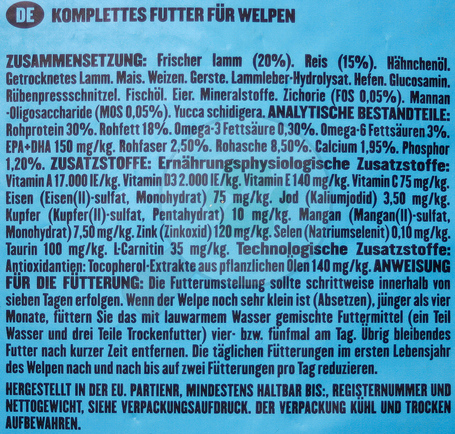 DE KOMPLETTES FUTTER FÜR WELPEN
ZUSAMMENSETZUNG: Frischer lamm (20%). Reis (15%). Hähnchenöl.
Getrocknetes Lamm. Mais. Weizen. Gerste. Lammleber-Hydrolysat. Hefen. Glucosamin.
Rübenpressschnitzel. Fischöl. Eier. Mineralstoffe. Zichorie (FOS 0,05%). Mannan
-Oligosaccharide (MOS 0,05%). Yucca schidigera. ANALYTISCHE BESTANDTEILE:
Rohprotein 30%. Rohfett 18%. Omega-3 Fettsäure 0,30%. Omega-6 Fettsäuren 3%.
EPA+DHA 150 mg/kg. Rohfaser 2,50%. Rohasche 8,50%. Calcium 1,95%. Phosphor
1,20%. ZUSATZSTOFFE: Ernährungsphysiologische Zusatzstoffe:
Vitamin A 17.000 IE/kg. Vitamin D3 2.000 IE/kg. Vitamin E 140 mg/kg. Vitamin C 75 mg/kg.
Eisen (Eisen(II)-sulfat, Monohydrat) 75 mg/kg. Jod (Kaliumjodid) 3,50 mg/kg.
Kupfer (Kupfer(II)-sulfat, Pentahydrat) 10 mg/kg. Mangan (Mangan(II)-sulfat,
Monohydrat) 7,50 mg/kg. Zink (Zinkoxid) 120 mg/kg. Selen (Natriumselenit) 0,10 mg/kg.
Taurin 100 mg/kg. L-Carnitin 35 mg/kg. Technologische Zusatzstoffe:
Antioxidantien: Tocopherol-Extrakte aus pflanzlichen Ölen 140 mg/kg. ANWEISUNG
FÜR DIE FÜTTERUNG: Die Futterumstellung sollte schrittweise innerhalb von
sieben Tagen erfolgen. Wenn der Welpe noch sehr klein ist (Absetzen), jünger als vier
Monate, füttern Sie das mit lauwarmem Wasser gemischte Futtermittel (ein Teil
Wasser und drei Teile Trockenfutter) vier- bzw. fünfmal am Tag. Übrig bleibendes
Futter nach kurzer Zeit entfernen. Die täglichen Fütterungen im ersten Lebensjahr
des Welpen nach und nach bis auf zwei Fütterungen pro Tag reduzieren.
HERGESTELLT IN DER EU. PARTIENR, MINDESTENS HALTBAR BIS:, REGISTERNUMMER UND
NETTOGEWICHT, SIEHE VERPACKUNGSAUFDRUCK. DER VERPACKUNG KÜHL UND TROCKEN
AUFBEWAHREN.